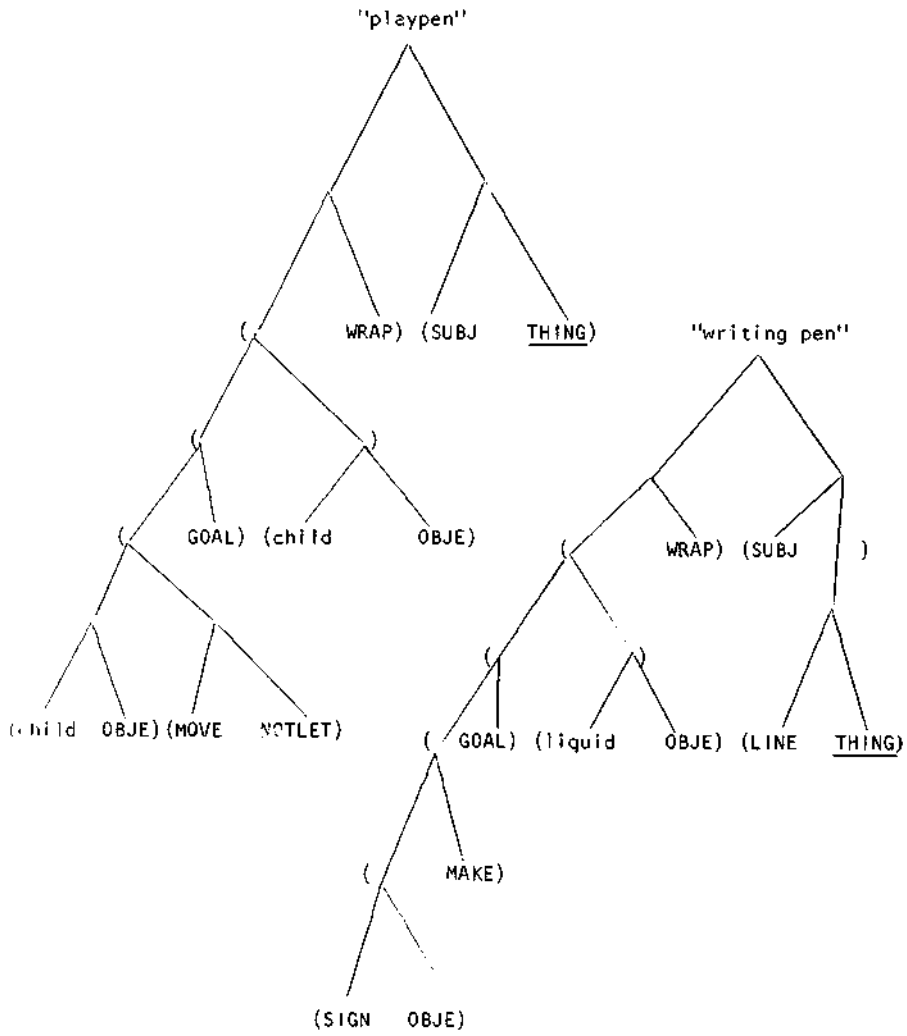 "playpen"
( WRAP) (SUBJ THING)
"writing pen"
( ) 
( GOAL) (child OBJE)
( WRAP) (SUBJ )
( )
(child OBJE) (MOVE NOTLET)
( GOAL) (liquid OBJE) (LINE THING)
( MAKE)
(SIGN OBJE)